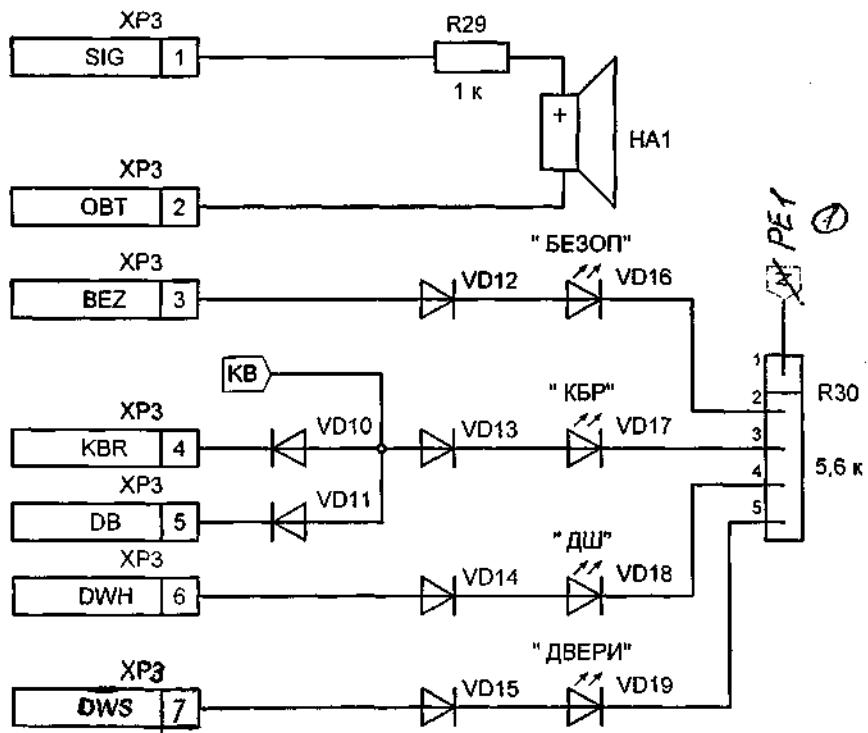 XP3
SIG 1
R29
1 к
+
HA1
XP3
OBT 2
XP3
BEZ 3
VD12
"БЕЗОП"
VD16
PE1
1
KB
XP3
KBR 4
VD10
VD13
"КБР"
VD17
1
2
3
4
5
R30
5,6 к
XP3
DB 5
VD11
XP3
DWH 6
VD14
"ДШ"
VD18
XP3
DWS 7
VD15
"ДВЕРИ"
VD19